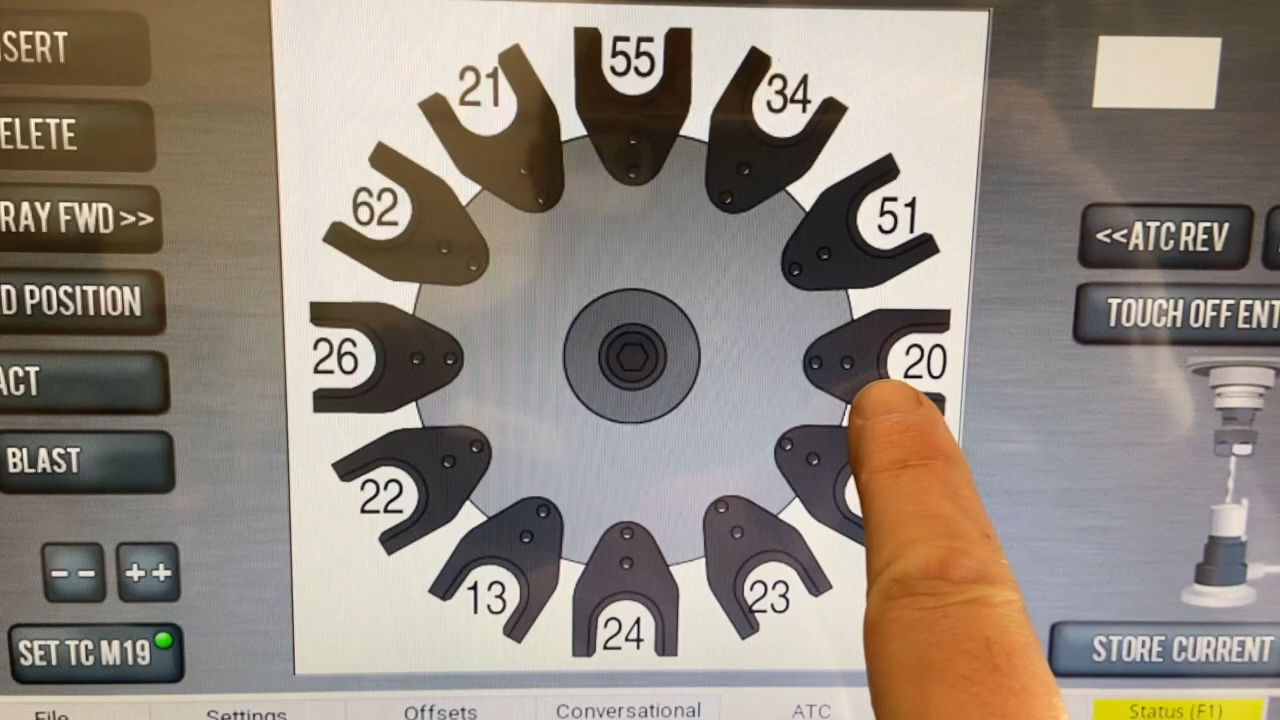 SERT
ELETE
RAY FWD >>
D POSITION
ACT
BLAST
--
++
SET TC M19
55
21
34
62
51
26
20
22
13
23
24
<<ATC REV
TOUCH OFF ENT
STORE CURRENT
File
Settings
Offsets
Conversational
ATC
Status (F1)